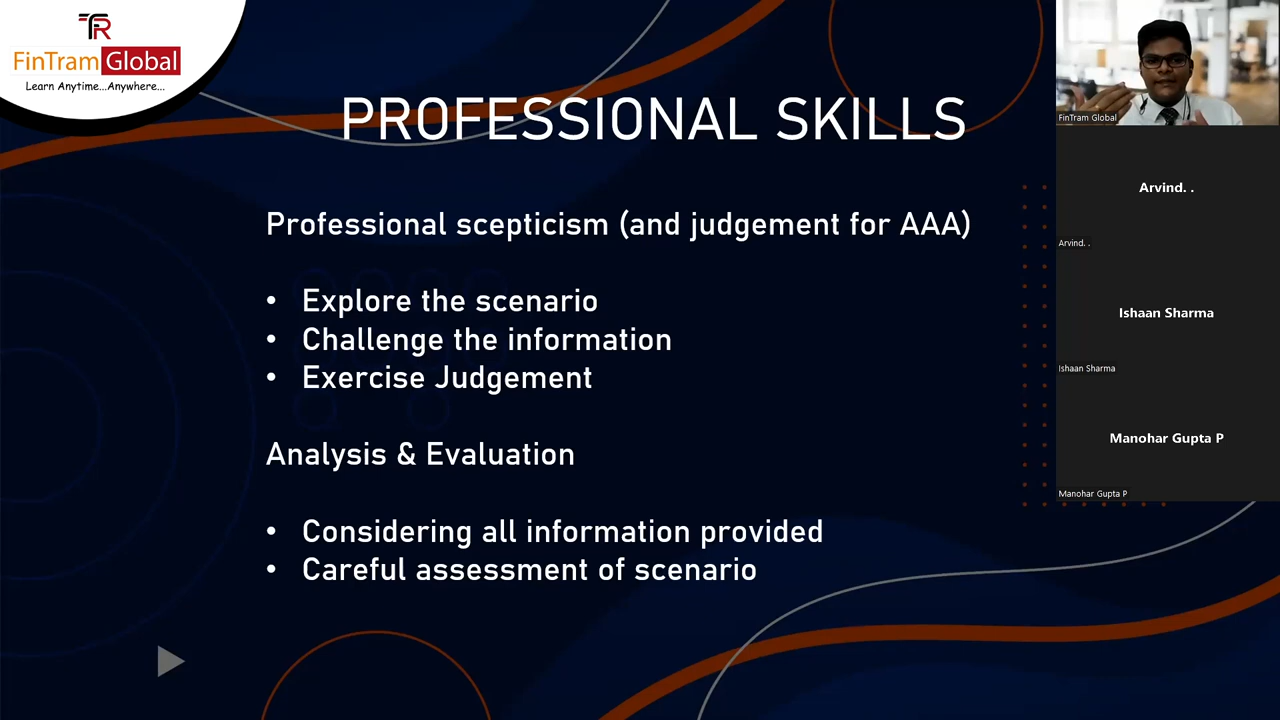 TFR
FinTram Global
Learn Anytime...Anywhere...
PROFESSIONAL SKILLS
Professional scepticism (and judgement for AAA)
• Explore the scenario
• Challenge the information
• Exercise Judgement
Analysis & Evaluation
• Considering all information provided
• Careful assessment of scenario
FinTram Global
Arvind. .
Arvind. .
Ishaan Sharma
Ishaan Sharma
Manohar Gupta P
Manohar Gupta P